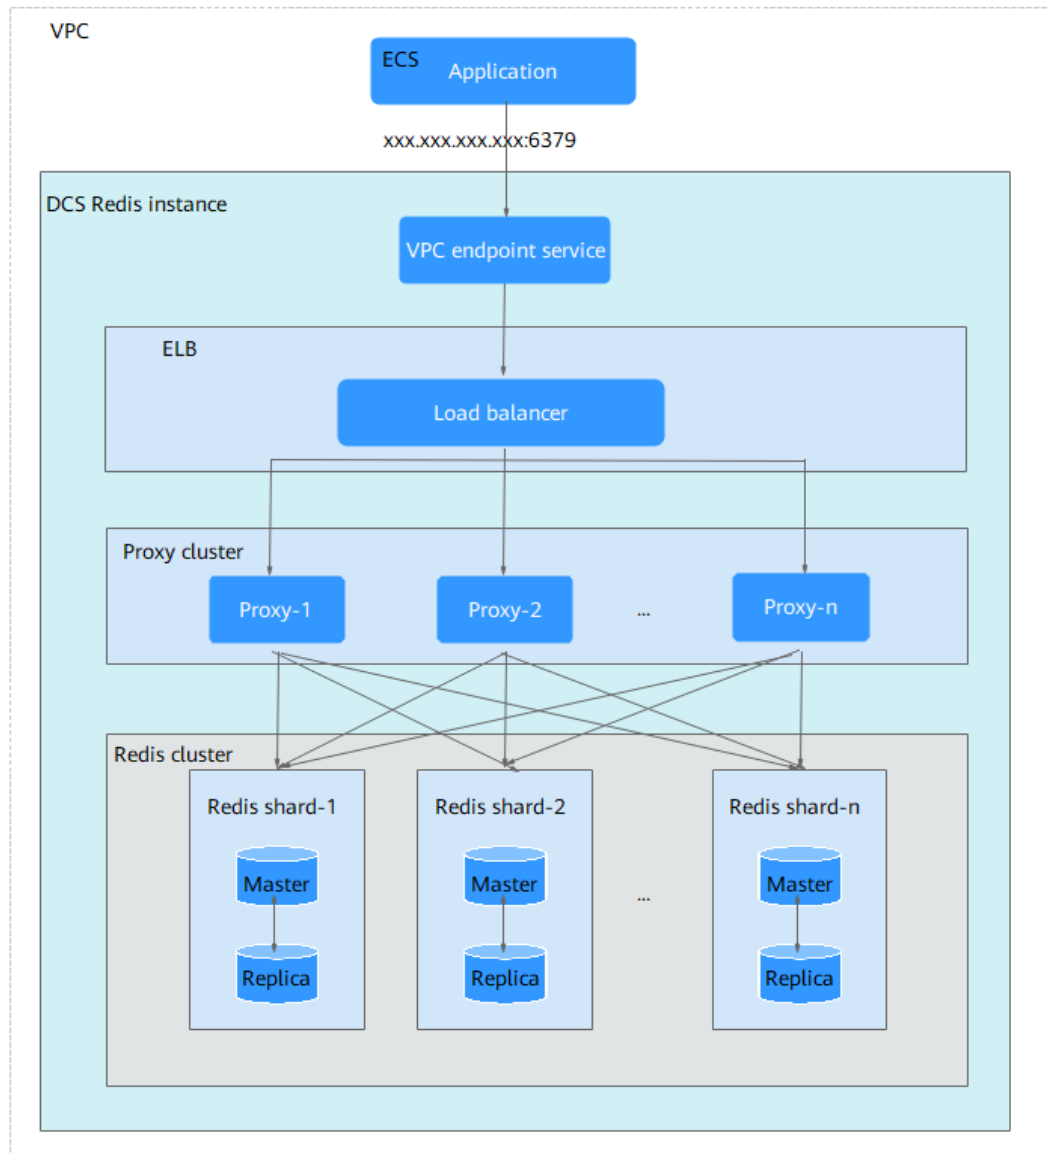 VPC
ECS
Application
xxx.xxx.xxx.xxx:6379
DCS Redis instance
VPC endpoint service
ELB
Load balancer
Proxy cluster
Proxy-1
Proxy-2
...
Proxy-n
Redis cluster
Redis shard-1
Redis shard-2
Redis shard-n
Master
Master
...
Master
Replica
Replica
Replica